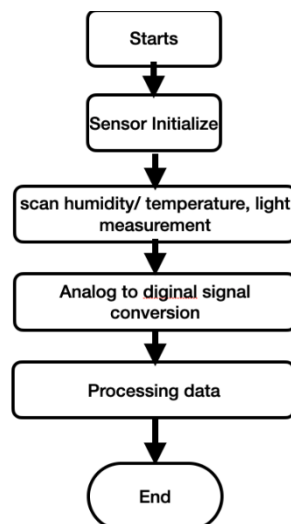 Starts
Sensor Initialize
scan humidity/ temperature, light
measurement
Analog to diginal signal
conversion
Processing data
End